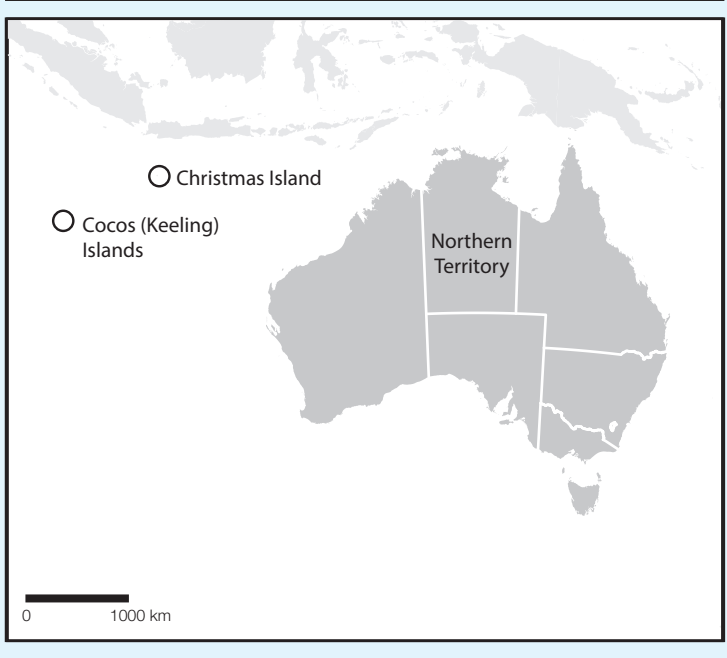 Christmas Island
Cocos (Keeling)
Islands
Northern
Territory
0 1000 km